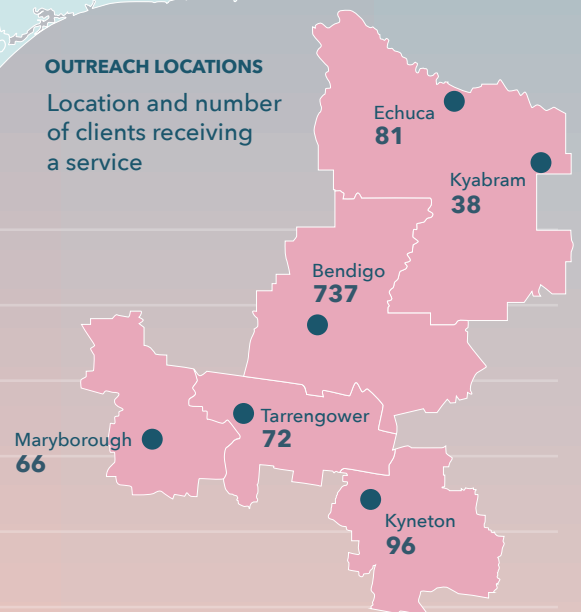 OUTREACH LOCATIONS
Location and number
of clients receiving
a service
Echuca
81
Kyabram
38
Bendigo
737
Tarrengower
72
Maryborough
66
Kyneton
96